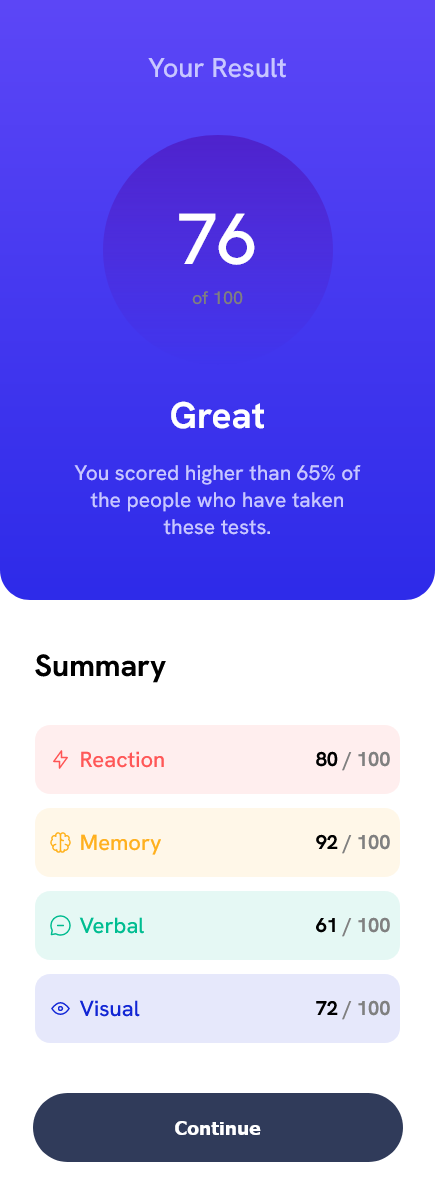 Your Result
76
of 100
Great
You scored higher than 65% of
the people who have taken
these tests.
Summary
Reaction 80 / 100
Memory 92 / 100
Verbal 61 / 100
Visual 72 / 100
Continue